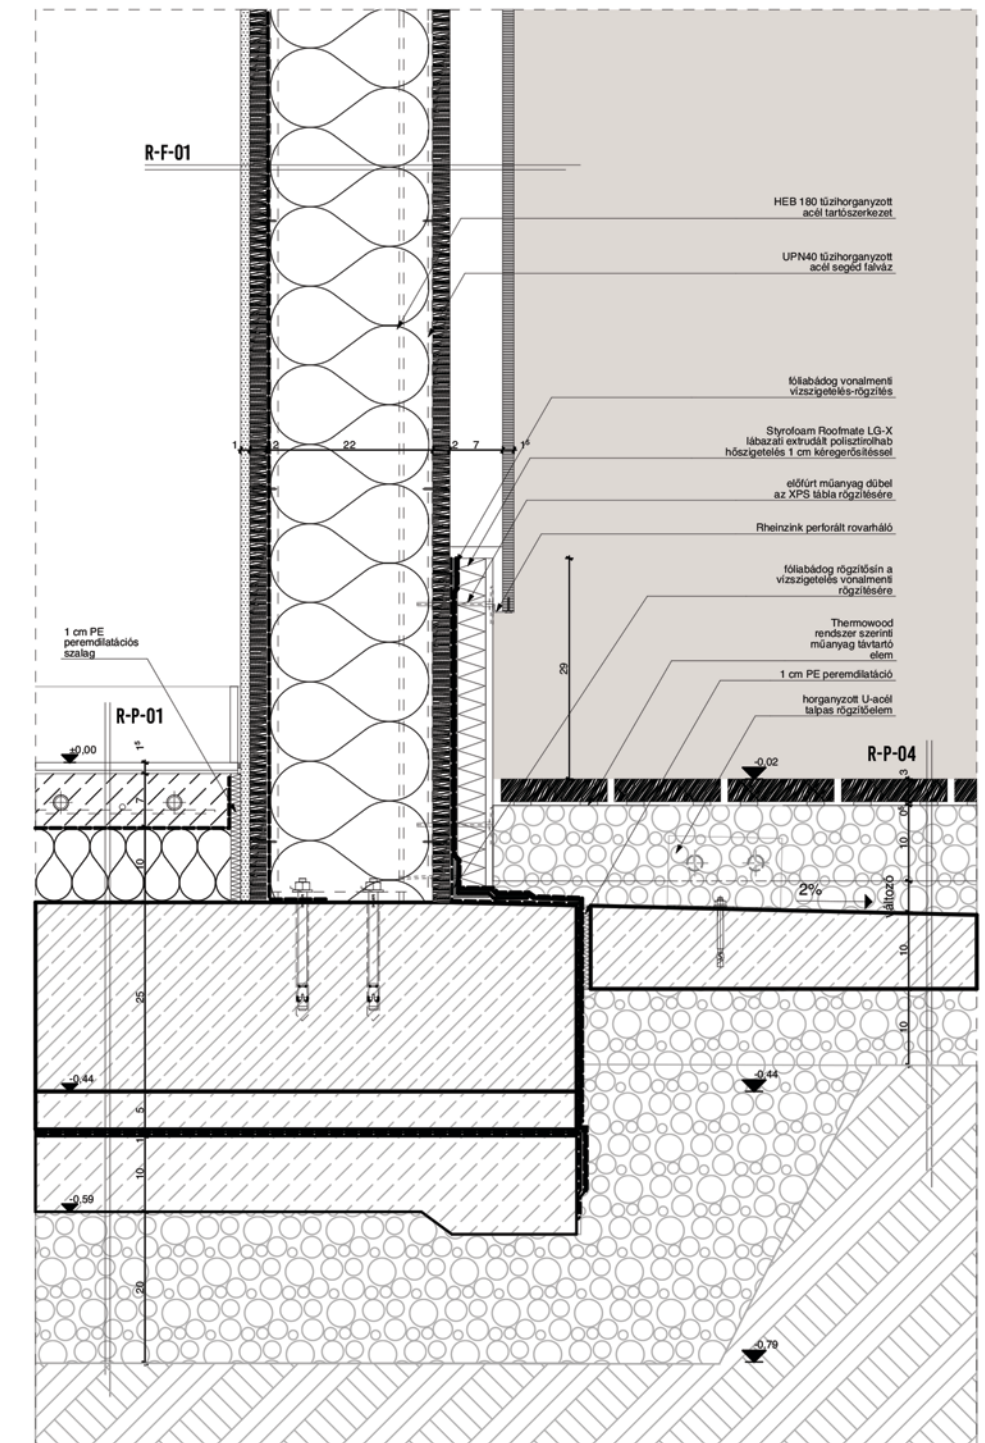 R-F-01
HEB 180 tűzihorganyzott
acél tartószerkezet
UPN40 tűzihorganyzott
acél segéd falváz
fóliabádog vonalmenti
vízszigetelés-rögzítés
Styrofoam Roofmate LG-X
lábazati extrudált polisztirolhab
hőszigetelés 1 cm kéregerősítéssel
1 2 22 2 7 1⁵
előfúrt műanyag dübel
az XPS tábla rögzítésére
Rheinzink perforált rovarháló
fóliabádog rögzítősín a
vízszigetelés vonalmenti
rögzítésére
Thermowood
rendszer szerinti
műanyag távtartó
elem
1 cm PE
peremdilatációs
szalag
29
1 cm PE peremdilatáció
horganyzott U-acél
talpas rögzítőelem
R-P-01
R-P-04
±0,00
1⁵
-0,02
3
7
10
10
2%
változó
10
25
10
-0,44
-0,44
5
1
10
-0,59
20
-0,79